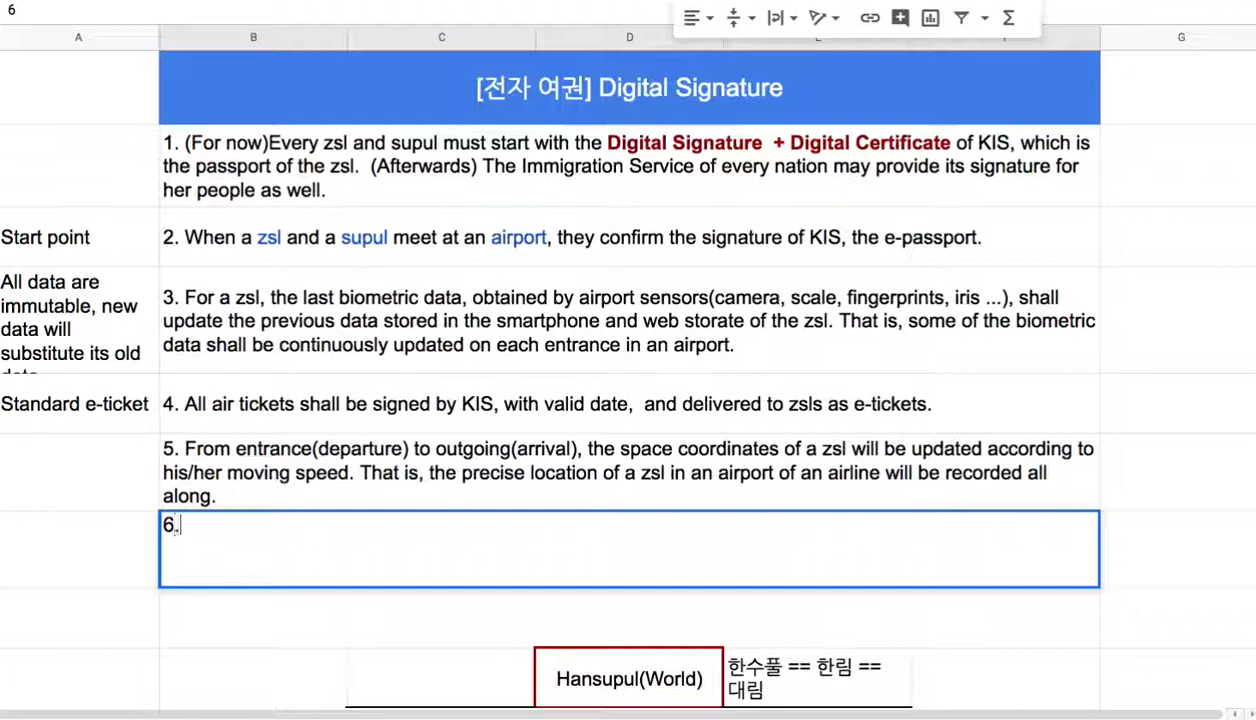 6
A B C D E F G
[전자 여권] Digital Signature
1. (For now)Every zsl and supul must start with the Digital Signature + Digital Certificate of KIS, which is
the passport of the zsl. (Afterwards) The Immigration Service of every nation may provide its signature for
her people as well.
Start point
2. When a zsl and a supul meet at an airport, they confirm the signature of KIS, the e-passport.
All data are
immutable, new
data will
substitute its old
3. For a zsl, the last biometric data, obtained by airport sensors(camera, scale, fingerprints, iris ...), shall
update the previous data stored in the smartphone and web storate of the zsl. That is, some of the biometric
data shall be continuously updated on each entrance in an airport.
Standard e-ticket
4. All air tickets shall be signed by KIS, with valid date, and delivered to zsls as e-tickets.
5. From entrance(departure) to outgoing(arrival), the space coordinates of a zsl will be updated according to
his/her moving speed. That is, the precise location of a zsl in an airport of an airline will be recorded all
along.
6.
Hansupul(World)
한수풀 == 한림 ==
대림